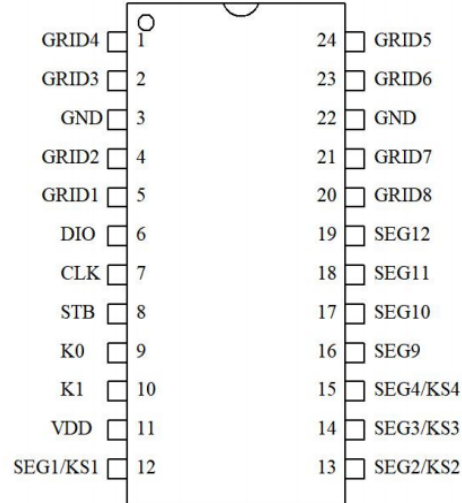 GRID4 1 24 GRID5
GRID3 2 23 GRID6
GND 3 22 GND
GRID2 4 21 GRID7
GRID1 5 20 GRID8
DIO 6 19 SEG12
CLK 7 18 SEG11
STB 8 17 SEG10
K0 9 16 SEG9
K1 10 15 SEG4/KS4
VDD 11 14 SEG3/KS3
SEG1/KS1 12 13 SEG2/KS2